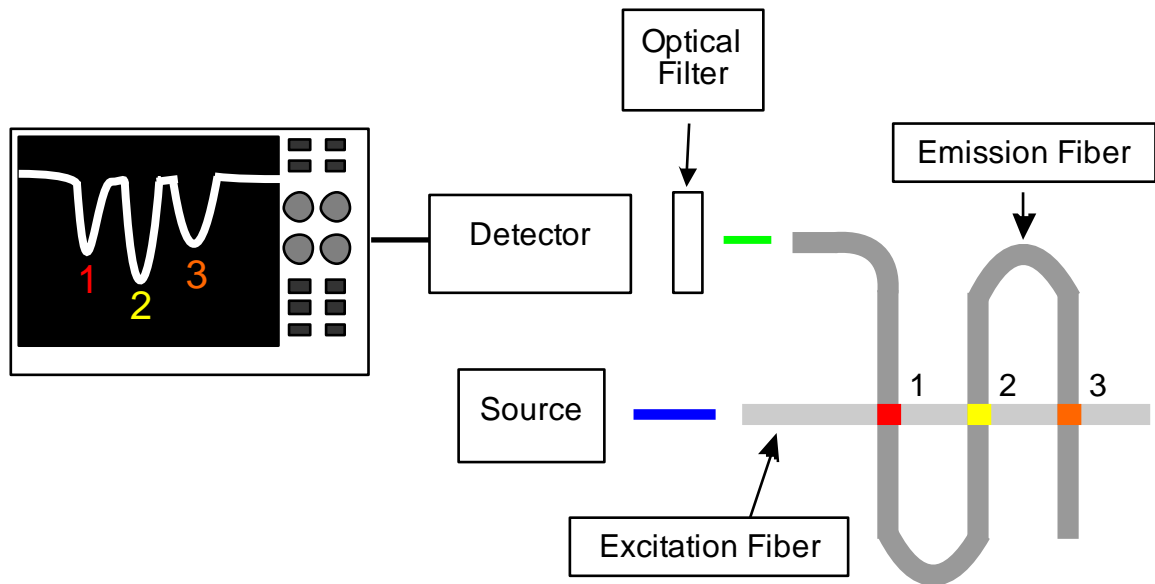 Optical
Filter
Emission Fiber
Detector
1
2
3
1
2
3
Source
Excitation Fiber